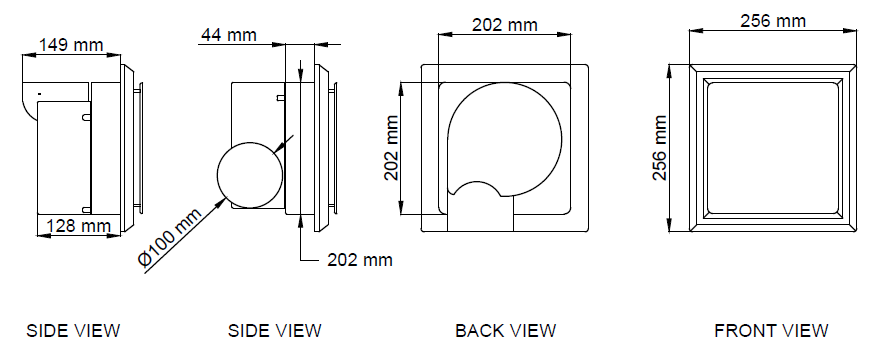 149 mm
128 mm
SIDE VIEW
44 mm
Ø100 mm
202 mm
SIDE VIEW
202 mm
202 mm
BACK VIEW
256 mm
256 mm
FRONT VIEW